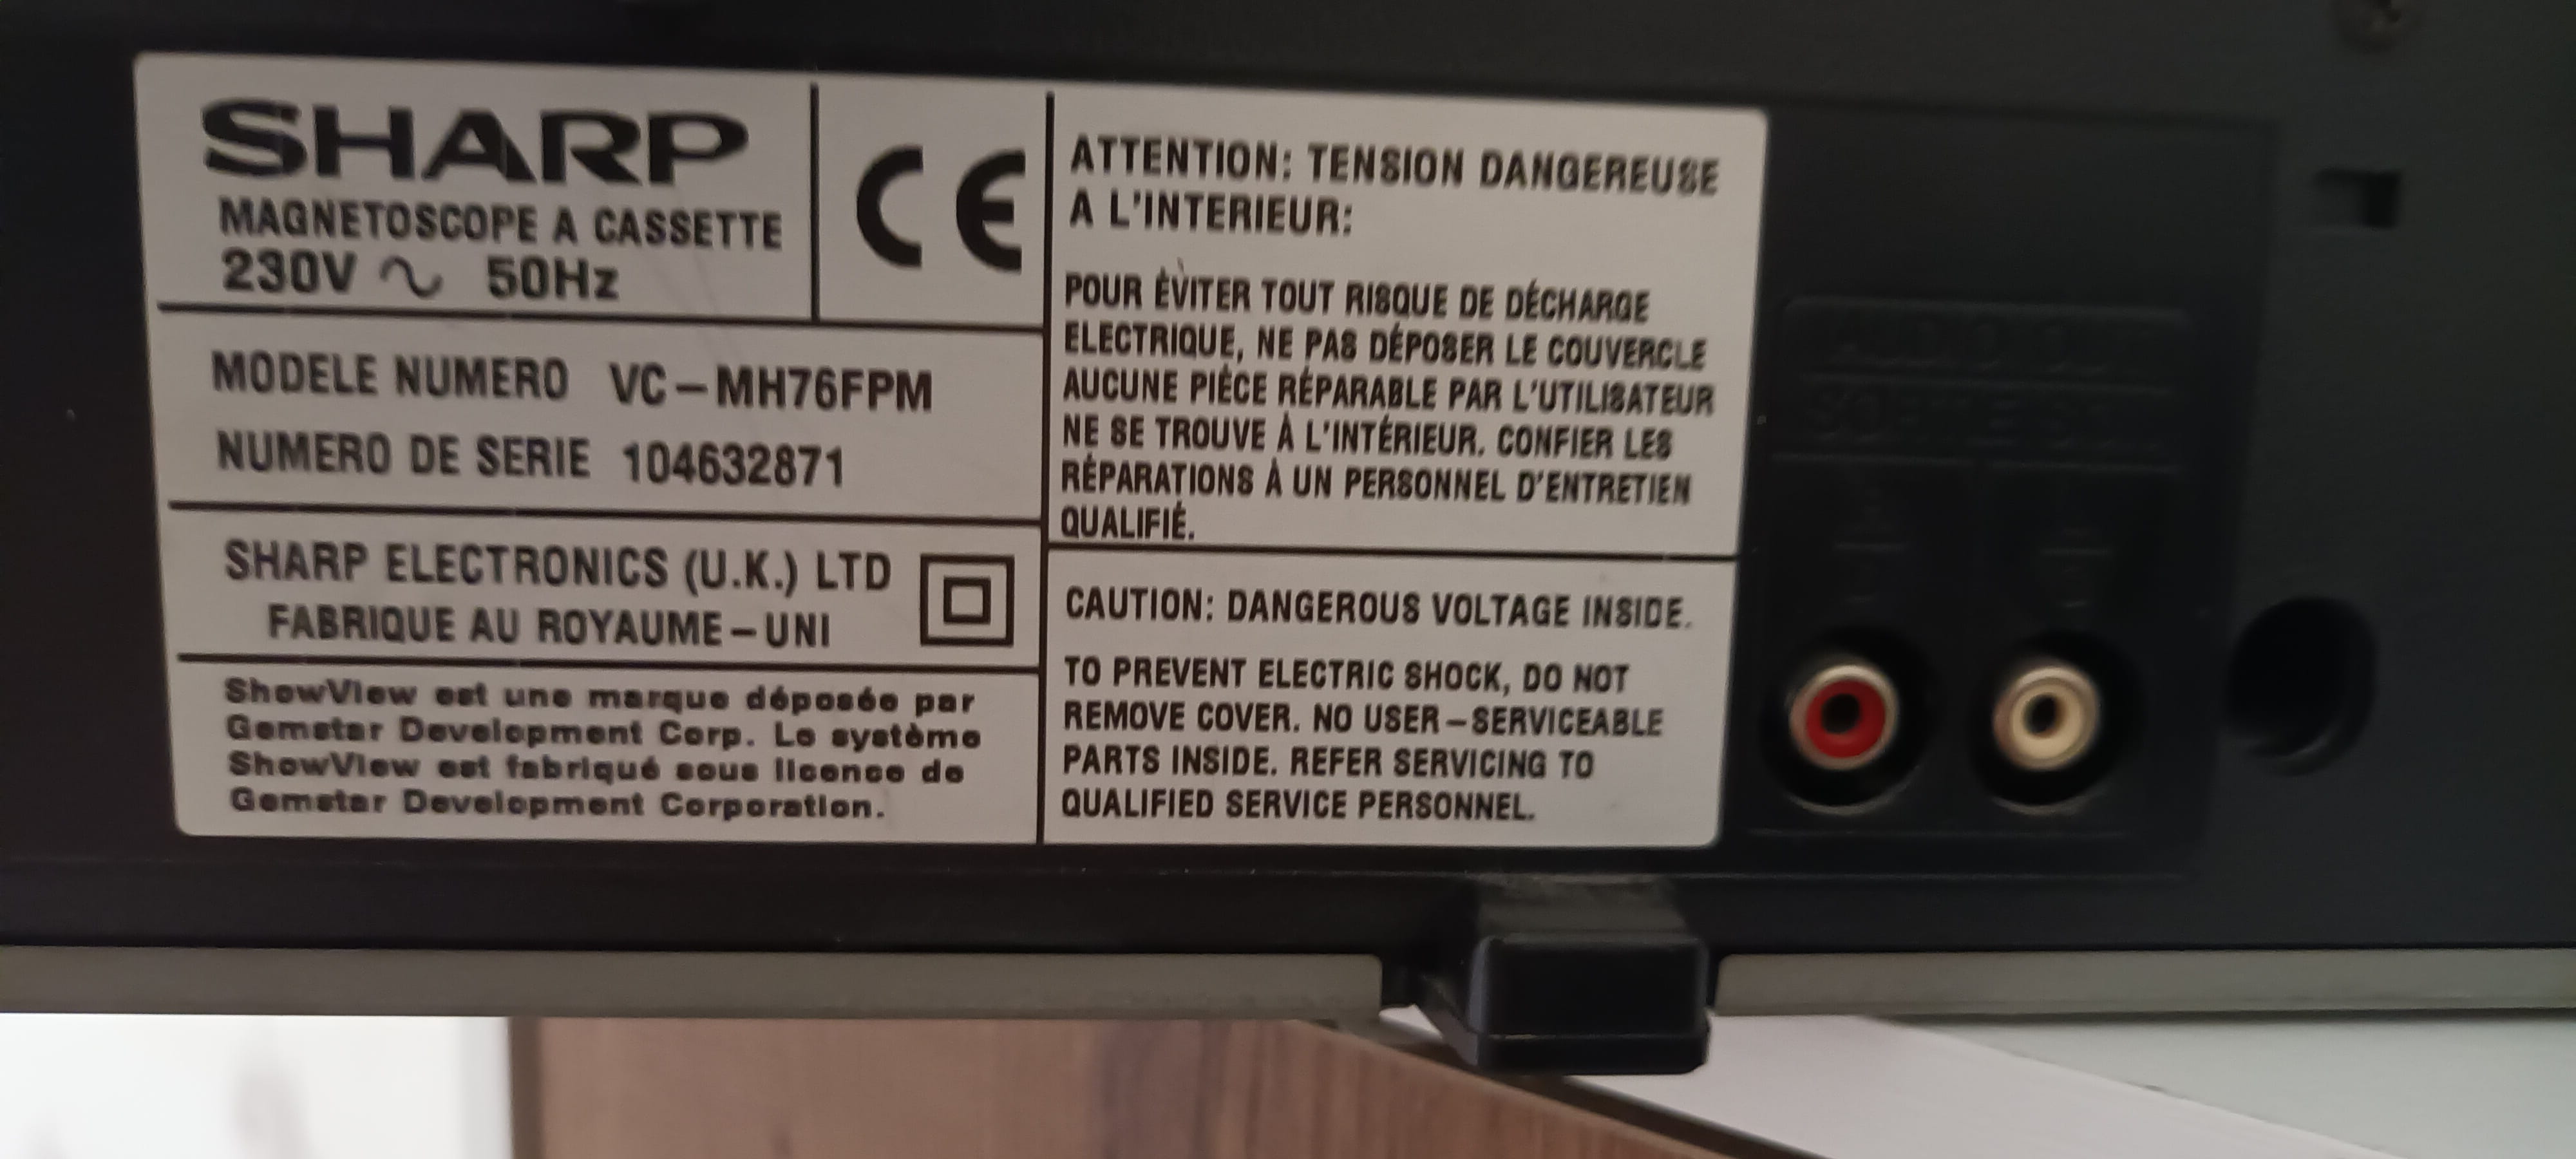 SHARP
MAGNETOSCOPE A CASSETTE
230V ∿ 50Hz
CE
MODELE NUMERO VC–MH76FPM
NUMERO DE SERIE 104632871
SHARP ELECTRONICS (U.K.) LTD
FABRIQUE AU ROYAUME–UNI
ShowView est une marque déposée par
Gemstar Development Corp. Le système
ShowView est fabriqué sous licence de
Gemstar Development Corporation.
ATTENTION: TENSION DANGEREUSE
A L'INTERIEUR:
POUR ÉVITER TOUT RISQUE DE DÉCHARGE
ELECTRIQUE, NE PAS DÉPOSER LE COUVERCLE
AUCUNE PIÈCE RÉPARABLE PAR L'UTILISATEUR
NE SE TROUVE À L'INTÉRIEUR. CONFIER LES
RÉPARATIONS À UN PERSONNEL D'ENTRETIEN
QUALIFIÉ.
CAUTION: DANGEROUS VOLTAGE INSIDE.
TO PREVENT ELECTRIC SHOCK, DO NOT
REMOVE COVER. NO USER–SERVICEABLE
PARTS INSIDE. REFER SERVICING TO
QUALIFIED SERVICE PERSONNEL.
AUDIO OUT